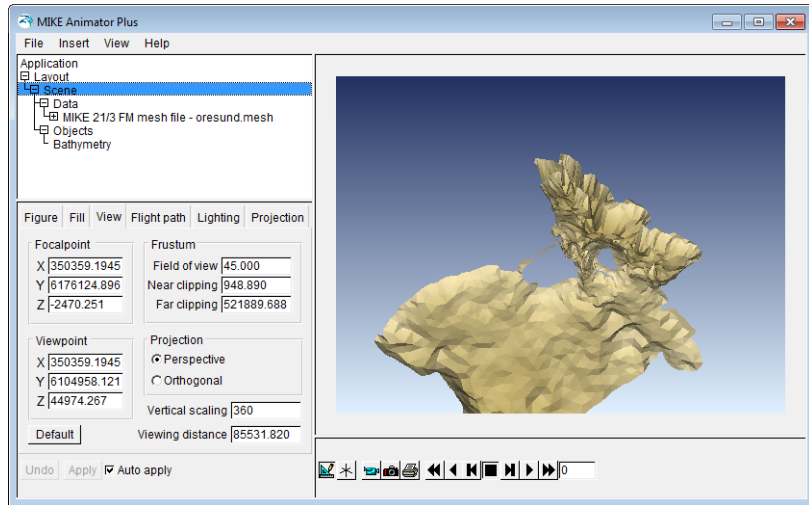 MIKE Animator Plus
File Insert View Help
Application
Layout
Scene
Data
MIKE 21/3 FM mesh file - oresund.mesh
Objects
Bathymetry
Figure Fill View Flight path Lighting Projection
Focalpoint
X 350359.1945
Y 6176124.896
Z -2470.251
Frustum
Field of view 45.000
Near clipping 948.890
Far clipping 521889.688
Viewpoint
X 350359.1945
Y 6104958.121
Z 44974.267
Projection
Perspective
Orthogonal
Vertical scaling 360
Default
Viewing distance 85531.820
Undo Apply Auto apply
0